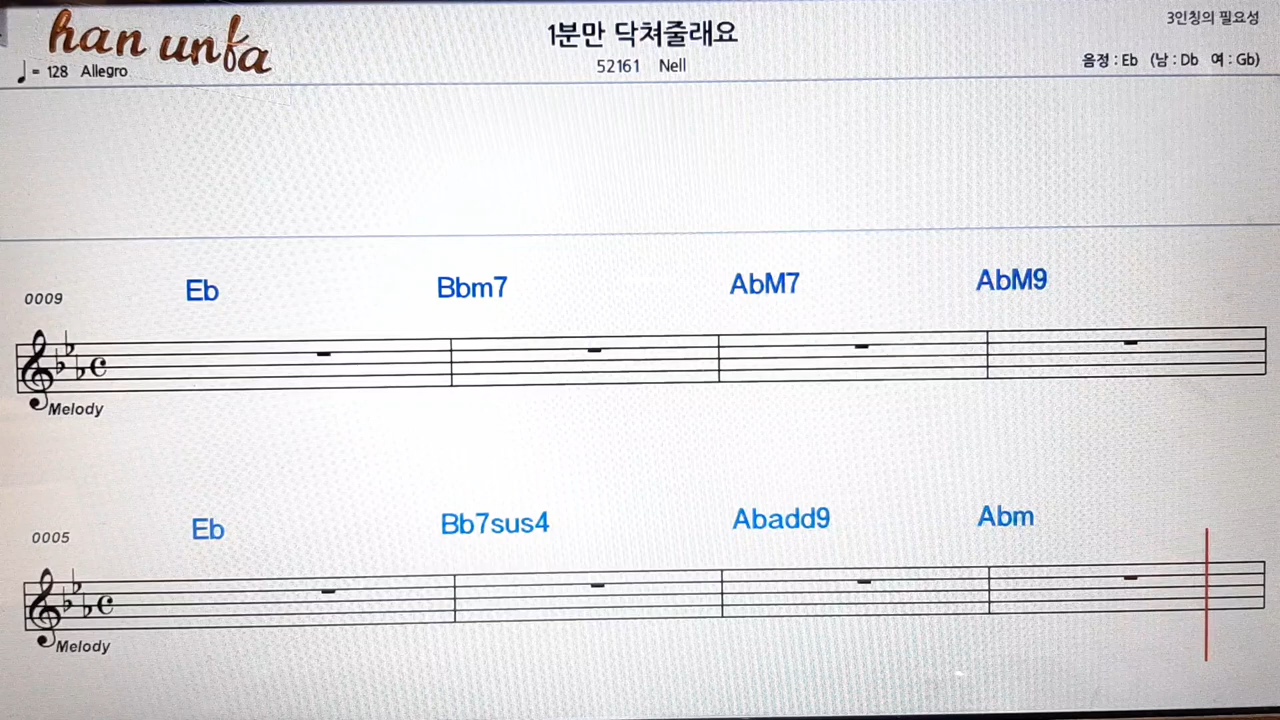 han unfa
1분만 닥쳐줄래요
3인칭의 필요성
♩ = 128 Allegro
52161 Nell
음정 : Eb (남 : Db 여 : Gb)
0009
Eb Bbm7 AbM7 AbM9
Melody
0005
Eb Bb7sus4 Abadd9 Abm
Melody